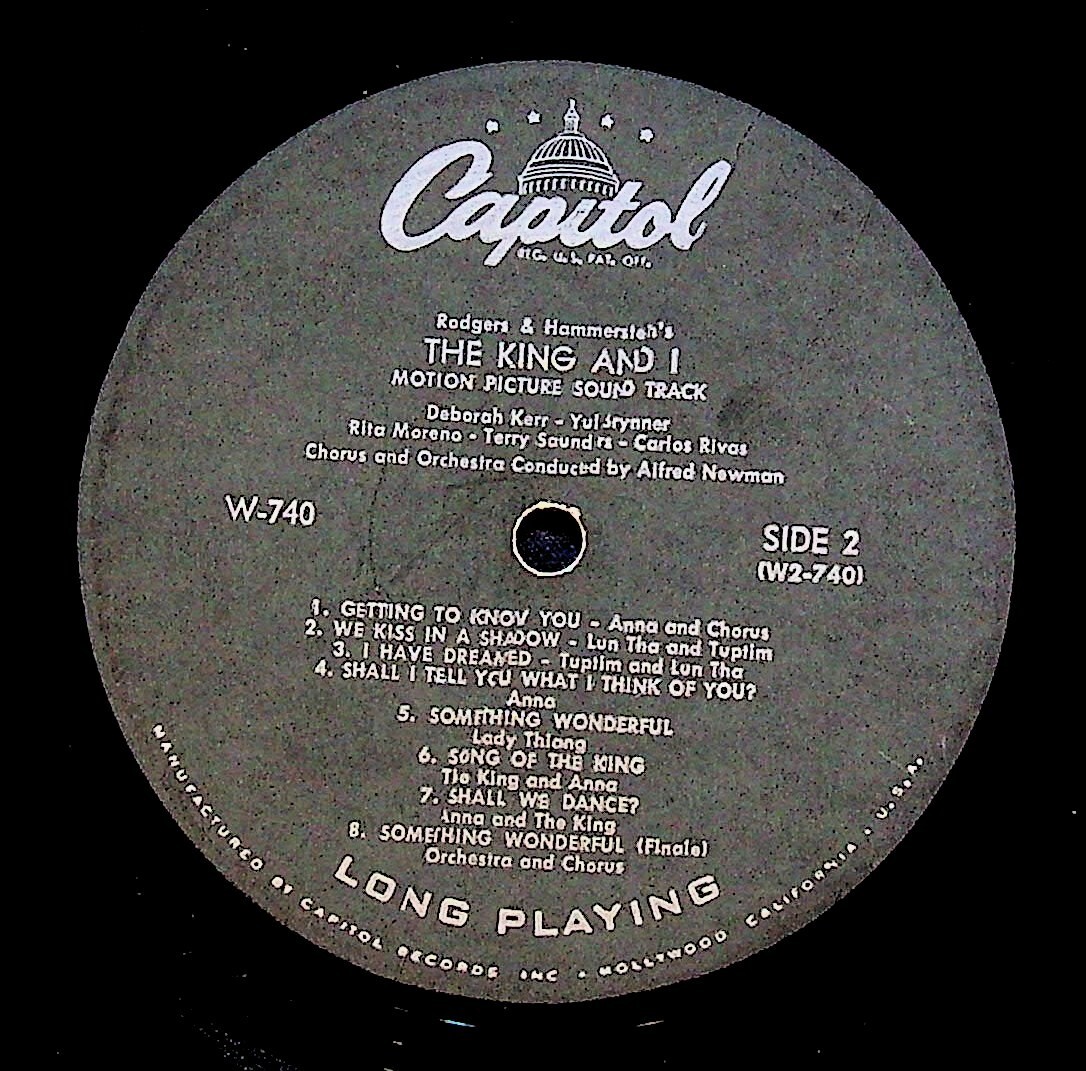 Capitol
REG. U.S. PAT. OFF.
Rodgers & Hammerstein's
THE KING AND I
MOTION PICTURE SOUND TRACK
Deborah Kerr - Yul Brynner
Rita Moreno - Terry Saunders - Carlos Rivas
Chorus and Orchestra Conducted by Alfred Newman
W-740
SIDE 2
(W2-740)
1. GETTING TO KNOW YOU - Anna and Chorus
2. WE KISS IN A SHADOW - Lun Tha and Tuptim
3. I HAVE DREAMED - Tuptim and Lun Tha
4. SHALL I TELL YOU WHAT I THINK OF YOU?
Anna
5. SOMETHING WONDERFUL
Lady Thiang
6. SONG OF THE KING
The King and Anna
7. SHALL WE DANCE?
Anna and The King
8. SOMETHING WONDERFUL (Finale)
Orchestra and Chorus
LONG PLAYING
MANUFACTURED BY CAPITOL RECORDS INC • HOLLYWOOD CALIFORNIA • U.S.A.